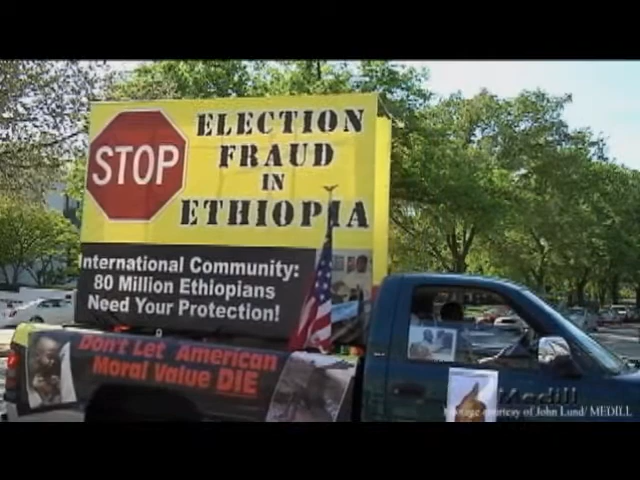 STOP
ELECTION
FRAUD
IN
ETHIOPIA
International Community:
80 Million Ethiopians
Need Your Protection!
Don't Let American
Moral Value DIE
Medill
Footage courtesy of John Lund/ MEDILL